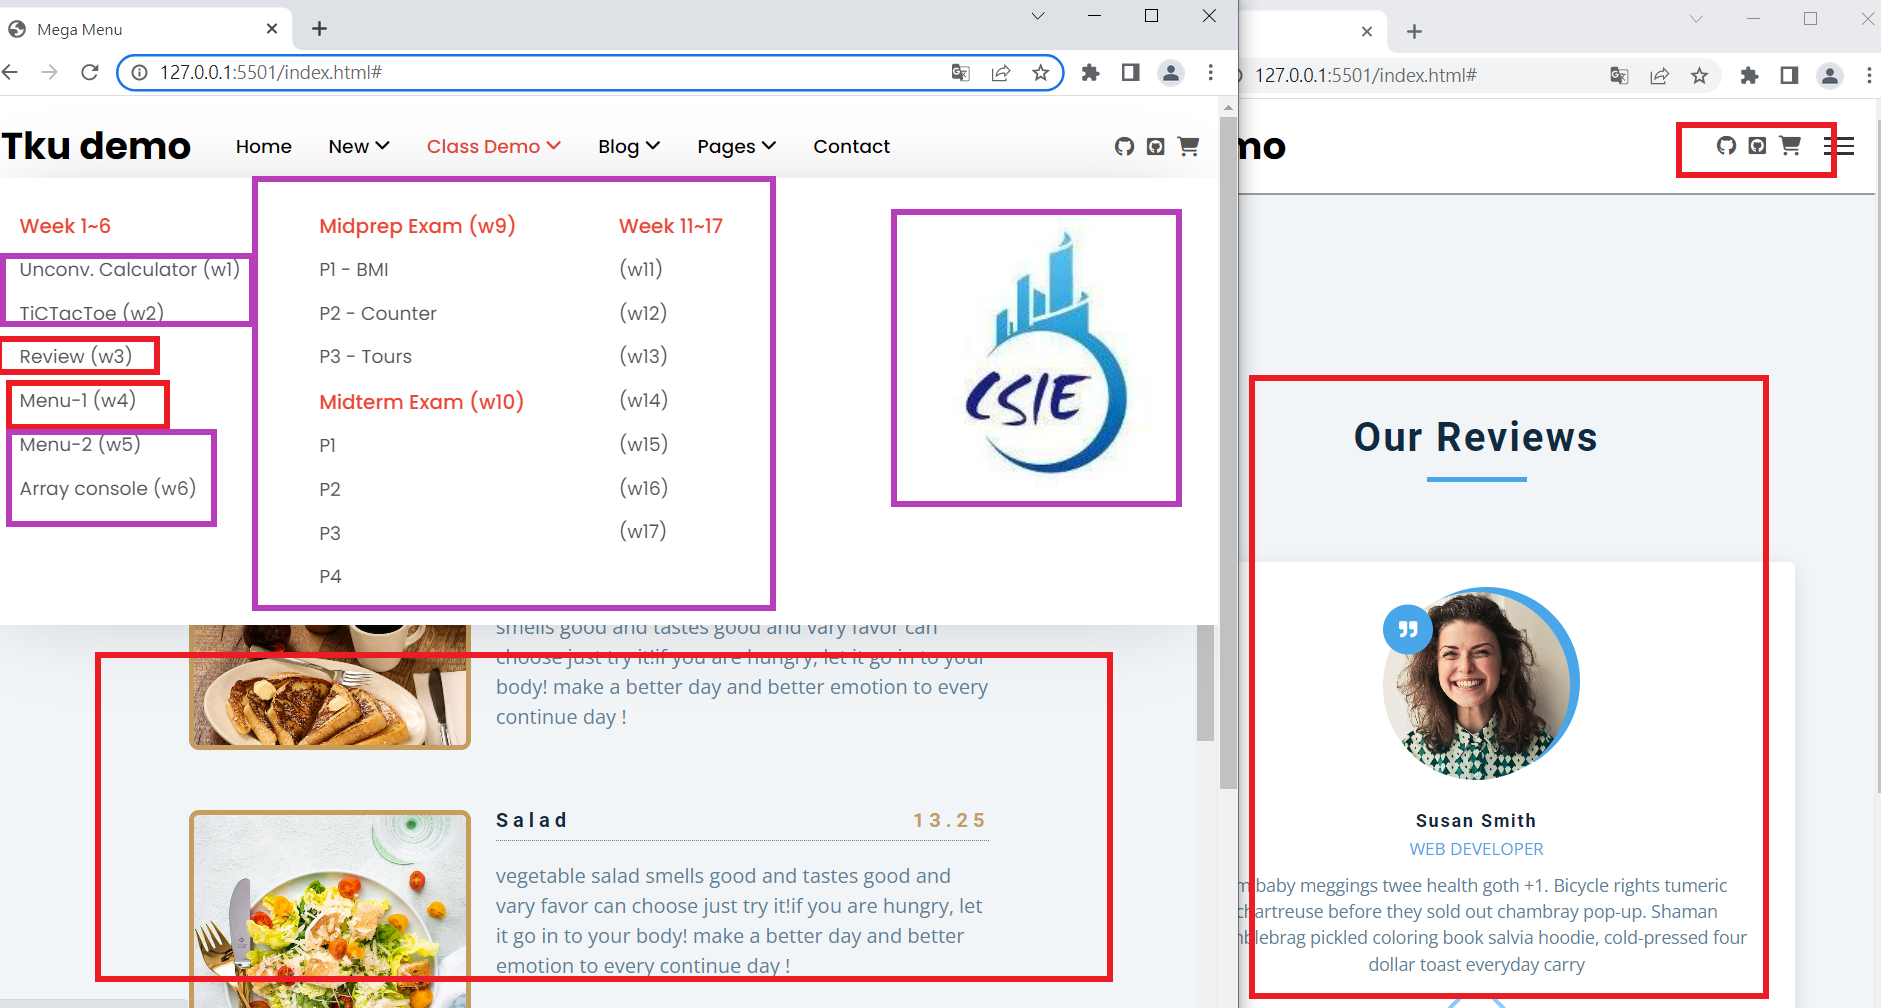 Mega Menu
127.0.0.1:5501/index.html#
Tku demo
Home
New
Class Demo
Blog
Pages
Contact
Week 1~6
Unconv. Calculator (w1)
TiCTacToe (w2)
Review (w3)
Menu-1 (w4)
Menu-2 (w5)
Array console (w6)
Midprep Exam (w9)
P1 - BMI
P2 - Counter
P3 - Tours
Midterm Exam (w10)
P1
P2
P3
P4
Week 11~17
(w11)
(w12)
(w13)
(w14)
(w15)
(w16)
(w17)
CSIE
smells good and tastes good and vary favor can
choose just try it!if you are hungry, let it go in to your
body! make a better day and better emotion to every
continue day !
Salad 13.25
vegetable salad smells good and tastes good and
vary favor can choose just try it!if you are hungry, let
it go in to your body! make a better day and better
emotion to every continue day !
127.0.0.1:5501/index.html#
mo
Our Reviews
Susan Smith
WEB DEVELOPER
m baby meggings twee health goth +1. Bicycle rights tumeric
chartreuse before they sold out chambray pop-up. Shaman
blebrag pickled coloring book salvia hoodie, cold-pressed four
dollar toast everyday carry